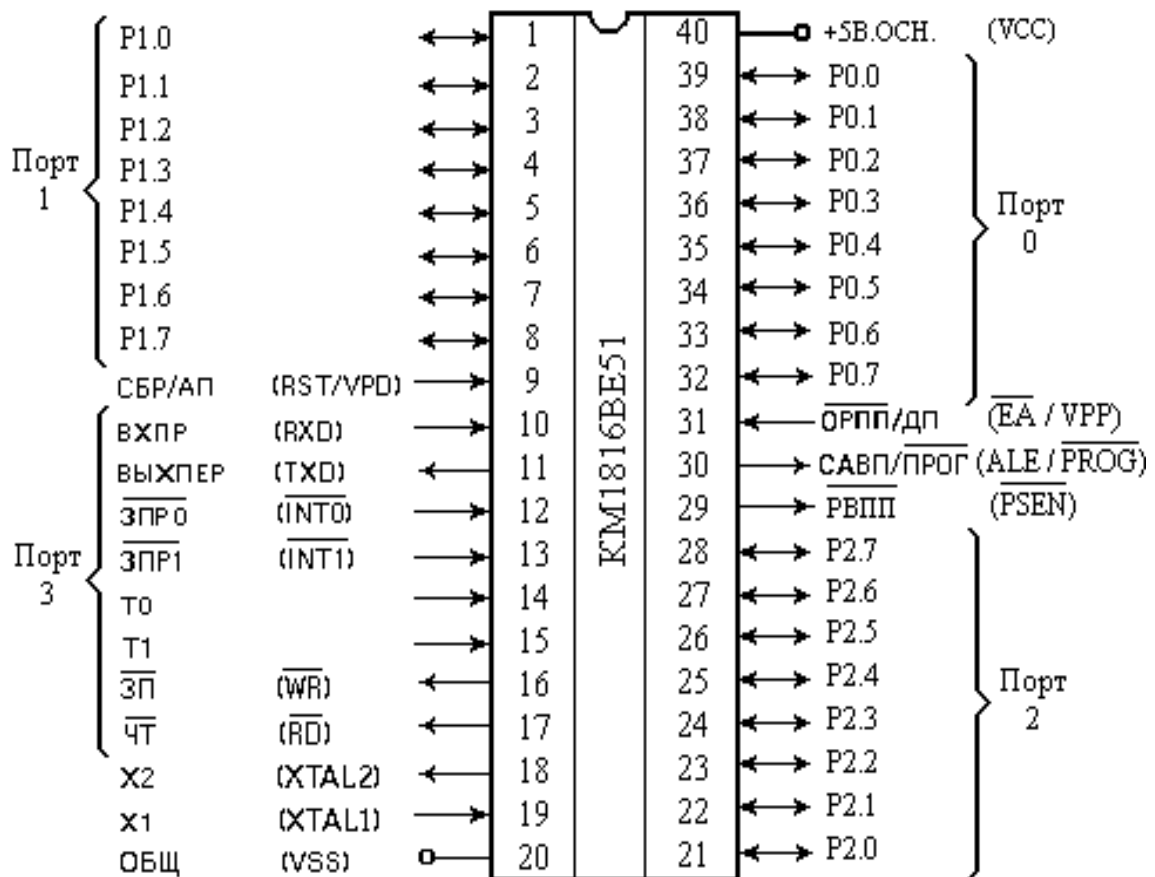 P1.0 1 40 +5В.ОСН. (VCC)
P1.1 2 39 P0.0
P1.2 3 38 P0.1
P1.3 4 37 P0.2
P1.4 5 36 P0.3
P1.5 6 35 P0.4
P1.6 7 34 P0.5
P1.7 8 33 P0.6
Порт 1
Порт 0
СБР/АП (RST/VPD) 9 32 P0.7
ВХПР (RXD) 10 31 ОРПП/ДП (EA / VPP)
ВЫХПЕР (TXD) 11 30 САВП/ПРОГ (ALE / PROG)
ЗПР0 (INT0) 12 29 РВПП (PSEN)
ЗПР1 (INT1) 13 28 P2.7
T0 14 27 P2.6
T1 15 26 P2.5
ЗП (WR) 16 25 P2.4
ЧТ (RD) 17 24 P2.3
X2 (XTAL2) 18 23 P2.2
X1 (XTAL1) 19 22 P2.1
ОБЩ (VSS) 20 21 P2.0
Порт 3
Порт 2
КМ1816ВЕ51